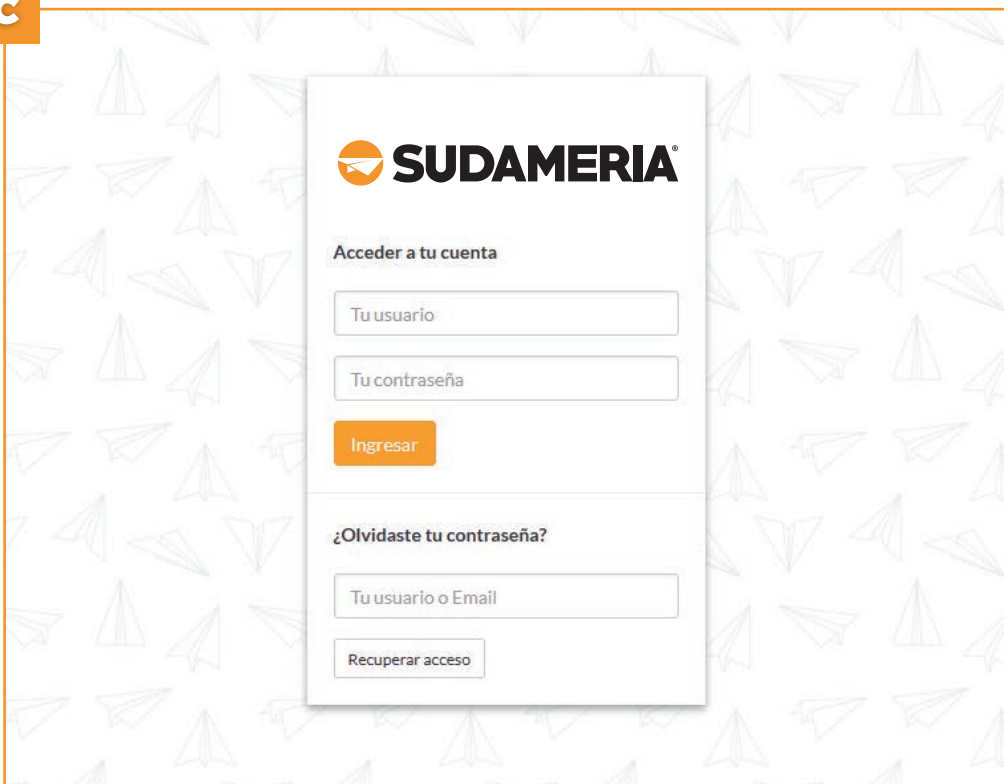 C
SUDAMERIA®
Acceder a tu cuenta
Tu usuario
Tu contraseña
Ingresar
¿Olvidaste tu contraseña?
Tu usuario o Email
Recuperar acceso